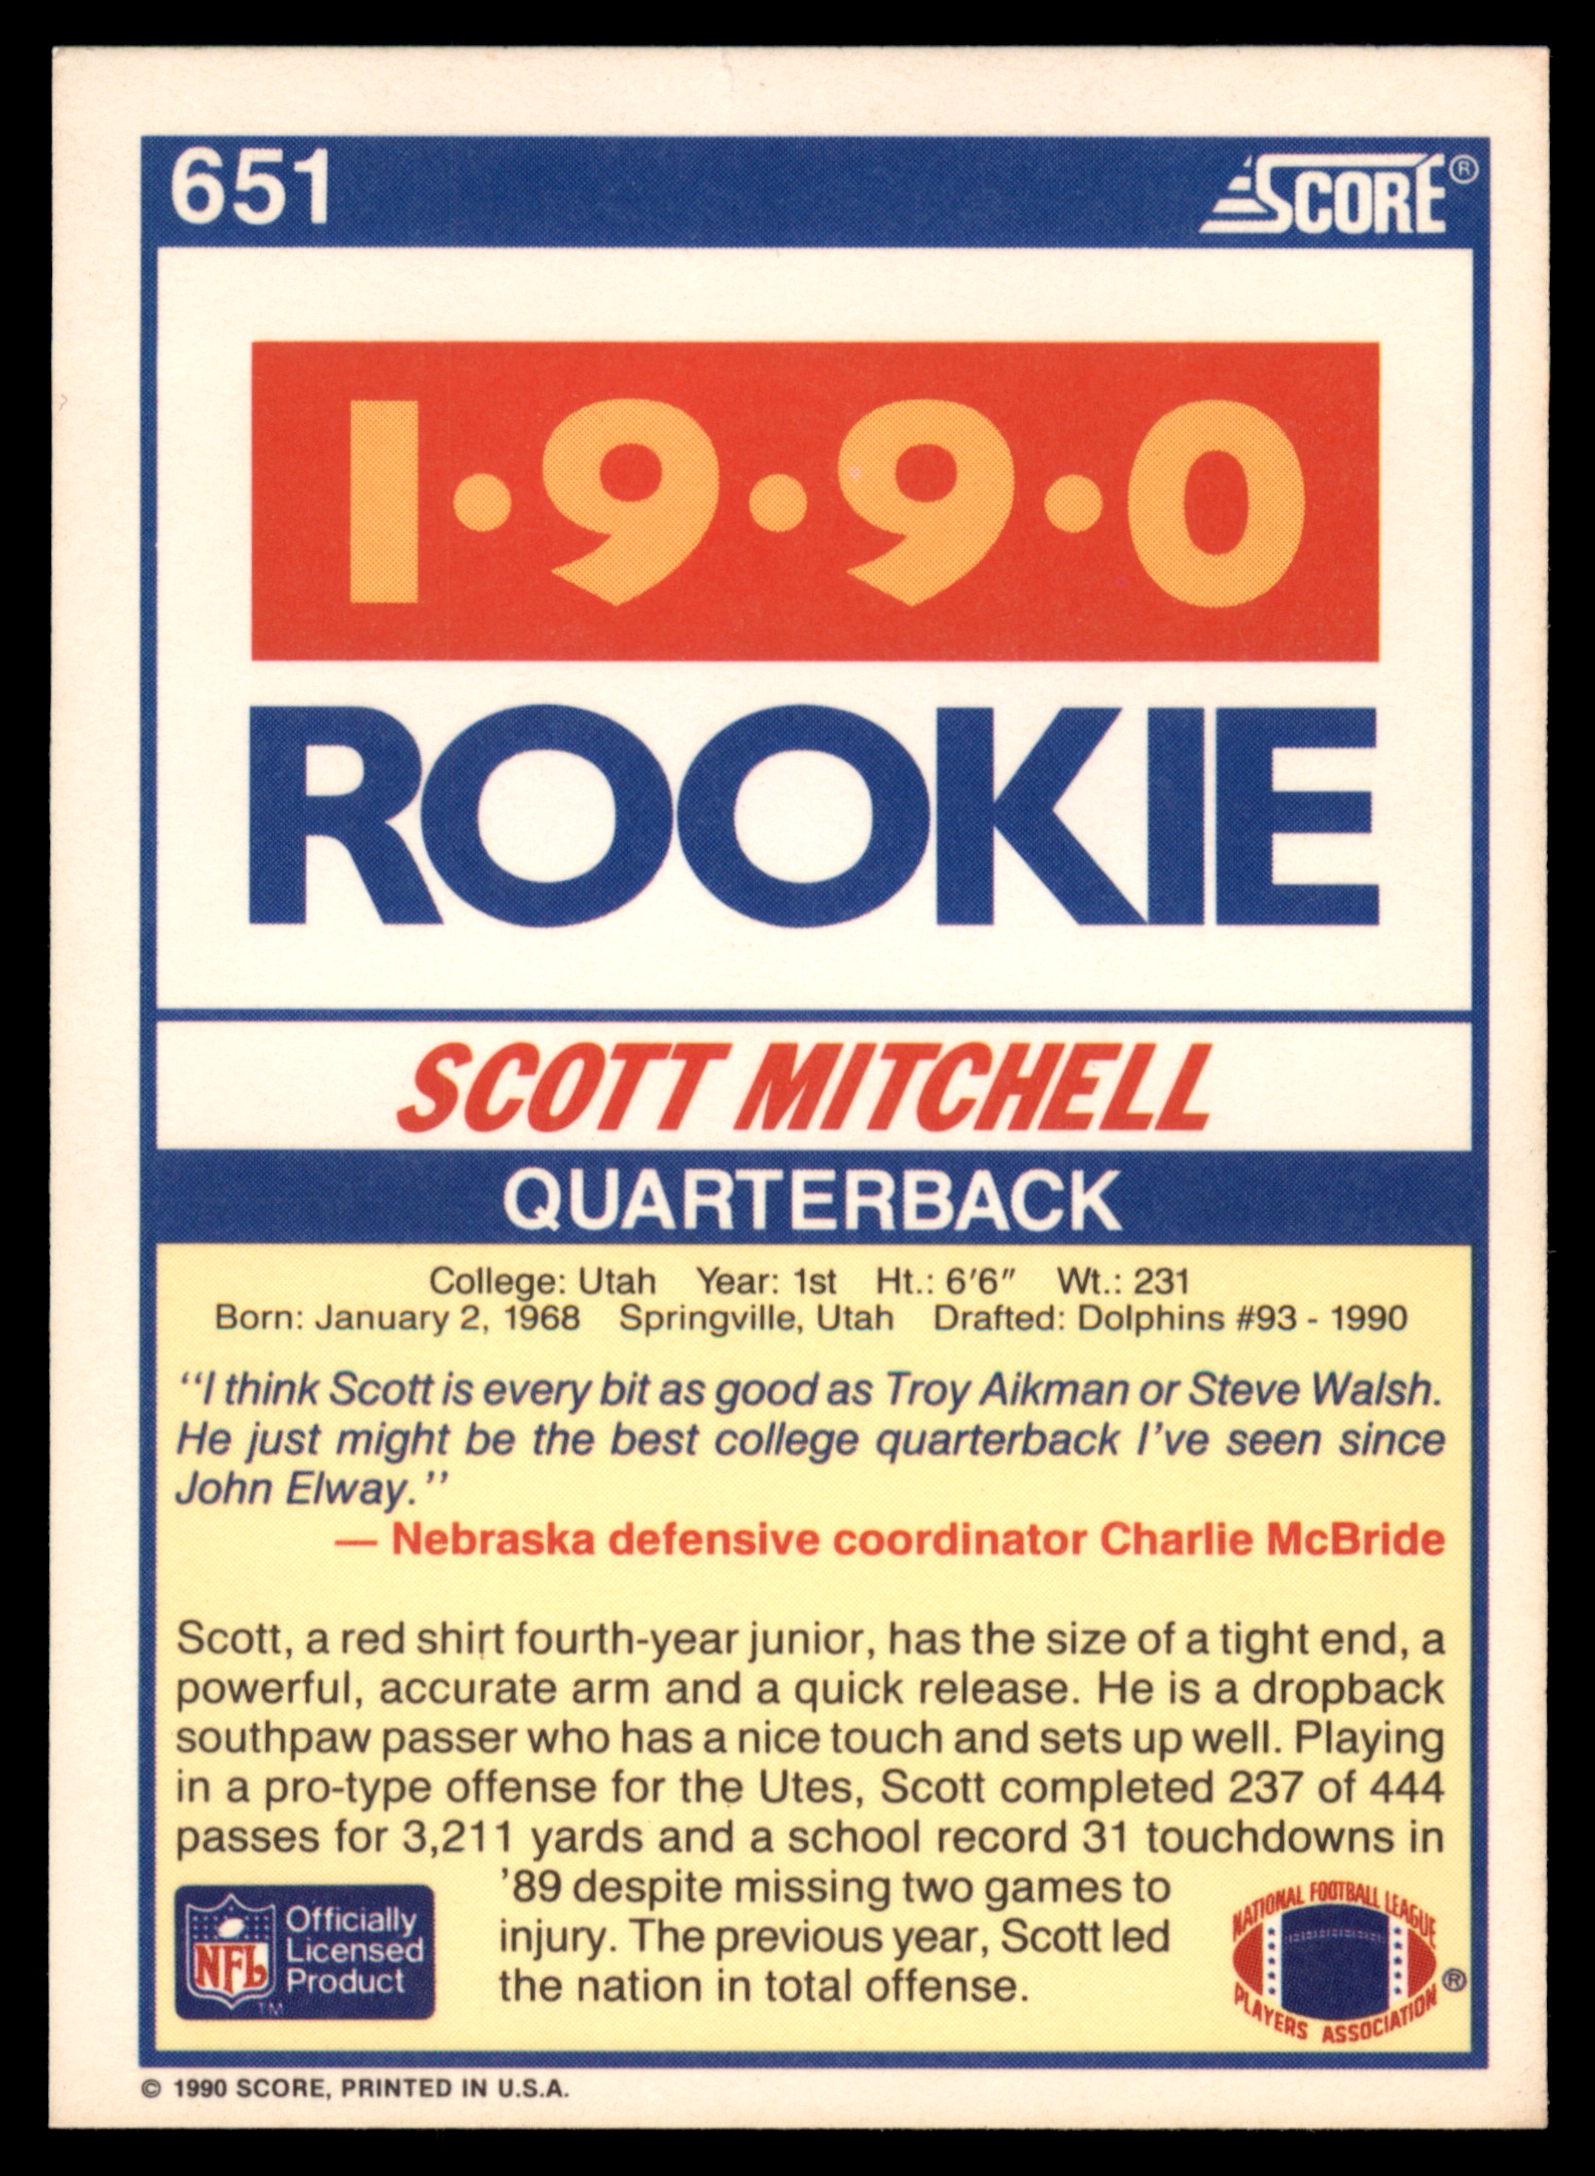 651
SCORE®
1·9·9·0
ROOKIE
SCOTT MITCHELL
QUARTERBACK
College: Utah Year: 1st Ht.: 6'6" Wt.: 231
Born: January 2, 1968 Springville, Utah Drafted: Dolphins #93 - 1990
"I think Scott is every bit as good as Troy Aikman or Steve Walsh.
He just might be the best college quarterback I've seen since
John Elway."
— Nebraska defensive coordinator Charlie McBride
Scott, a red shirt fourth-year junior, has the size of a tight end, a
powerful, accurate arm and a quick release. He is a dropback
southpaw passer who has a nice touch and sets up well. Playing
in a pro-type offense for the Utes, Scott completed 237 of 444
passes for 3,211 yards and a school record 31 touchdowns in
'89 despite missing two games to
injury. The previous year, Scott led
the nation in total offense.
NFL
TM
Officially
Licensed
Product
NATIONAL FOOTBALL LEAGUE
PLAYERS ASSOCIATION
®
© 1990 SCORE, PRINTED IN U.S.A.